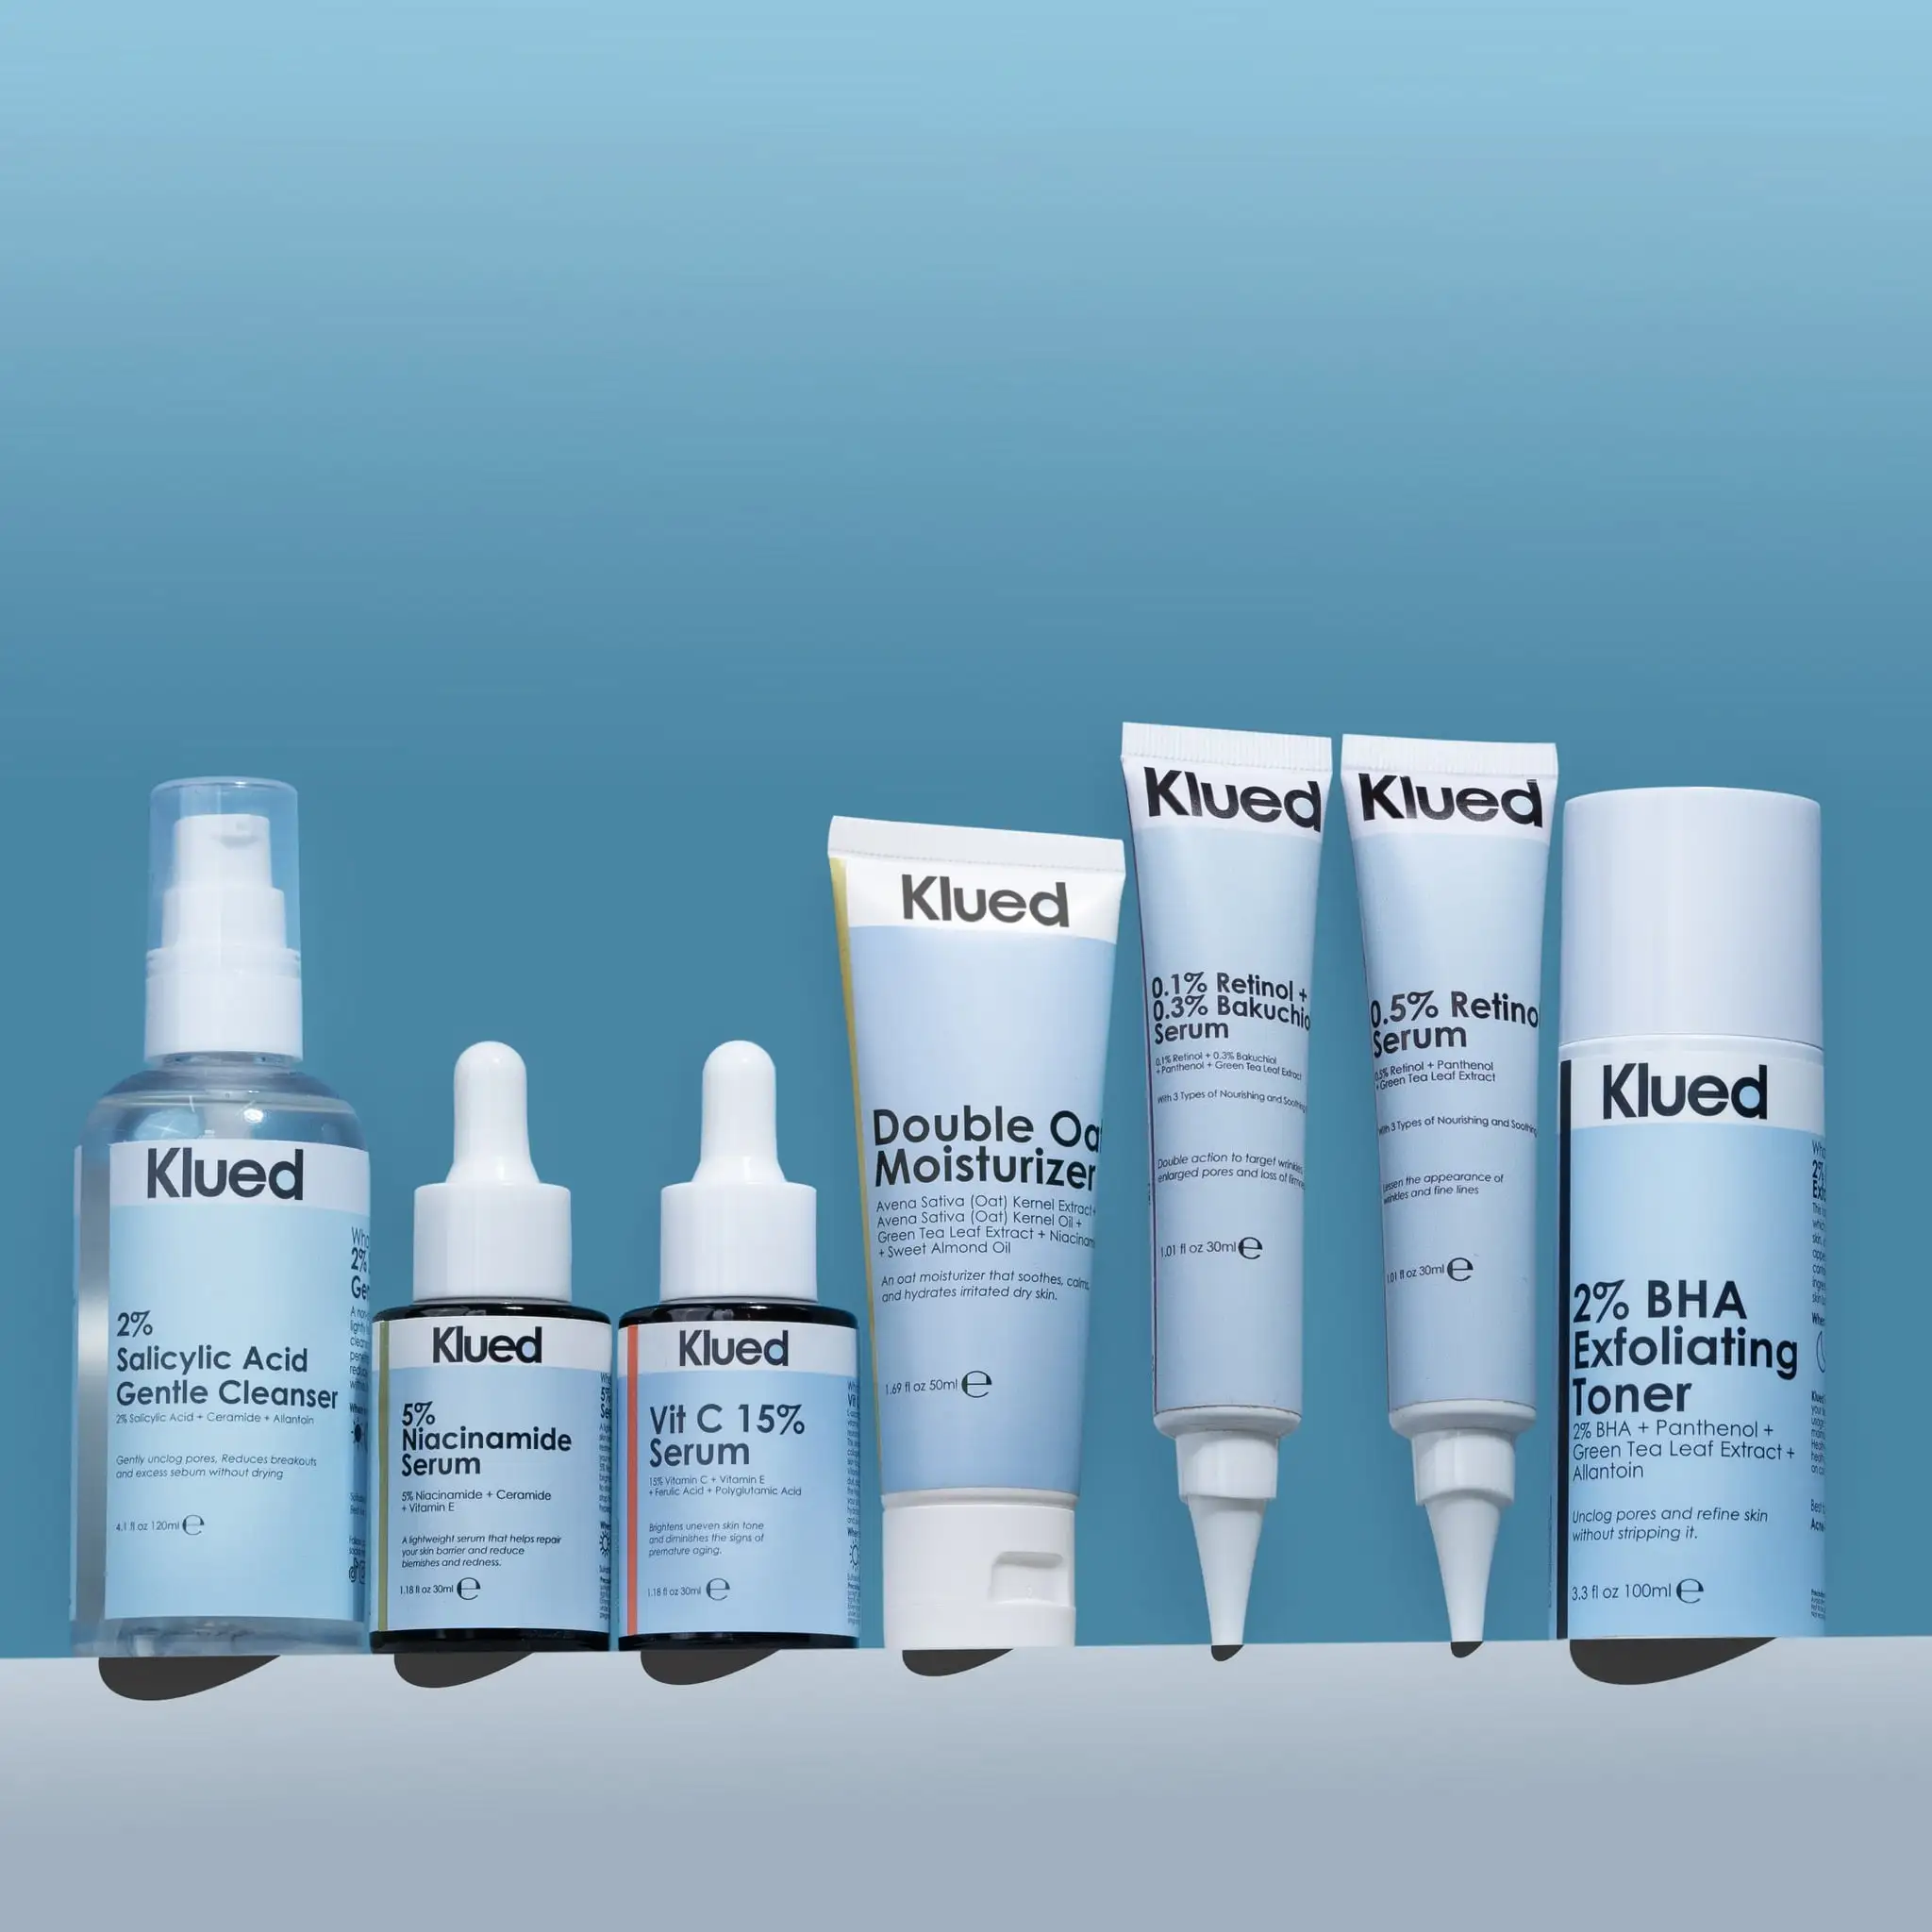 Klued
2%
Salicylic Acid
Gentle Cleanser
2% Salicylic Acid + Ceramide + Allantoin
Gently unclog pores, Reduces breakouts
and excess sebum without drying
4.1 fl oz 120ml ℮
Klued
5%
Niacinamide
Serum
5% Niacinamide + Ceramide
+ Vitamin E
A lightweight serum that helps repair
your skin barrier and reduce
blemishes and redness.
1.18 fl oz 30ml ℮
Klued
Vit C 15%
Serum
15% Vitamin C + Vitamin E
+ Ferulic Acid + Polyglutamic Acid
Brightens uneven skin tone
and diminishes the signs of
premature aging.
1.18 fl oz 30ml ℮
Klued
Double Oa
Moisturizer
Avena Sativa (Oat) Kernel Extract +
Avena Sativa (Oat) Kernel Oil +
Green Tea Leaf Extract + Niacinam
+ Sweet Almond Oil
An oat moisturizer that soothes, calms,
and hydrates irritated dry skin.
1.69 fl oz 50ml ℮
Klued
0.1% Retinol +
0.3% Bakuchio
Serum
0.1% Retinol + 0.3% Bakuchiol
+ Panthenol + Green Tea Leaf Extract
With 3 Types of Nourishing and Soothing
Double action to target wrinkles
enlarged pores and loss of firmne
1.01 fl oz 30ml ℮
Klued
0.5% Retino
Serum
0.5% Retinol + Panthenol
+ Green Tea Leaf Extract
With 3 Types of Nourishing and Soothing
Lessen the appearance of
wrinkles and fine lines
1.01 fl oz 30ml ℮
Klued
2% BHA
Exfoliating
Toner
2% BHA + Panthenol +
Green Tea Leaf Extract +
Allantoin
Unclog pores and refine skin
without stripping it.
3.3 fl oz 100ml ℮